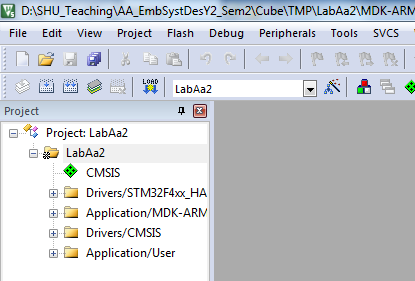 D:\SHU_Teaching\AA_EmbSystDesY2_Sem2\Cube\TMP\LabAa2\MDK-ARM
File Edit View Project Flash Debug Peripherals Tools SVCS
LOAD LabAa2
Project
Project: LabAa2
LabAa2
CMSIS
Drivers/STM32F4xx_HA
Application/MDK-ARM
Drivers/CMSIS
Application/User